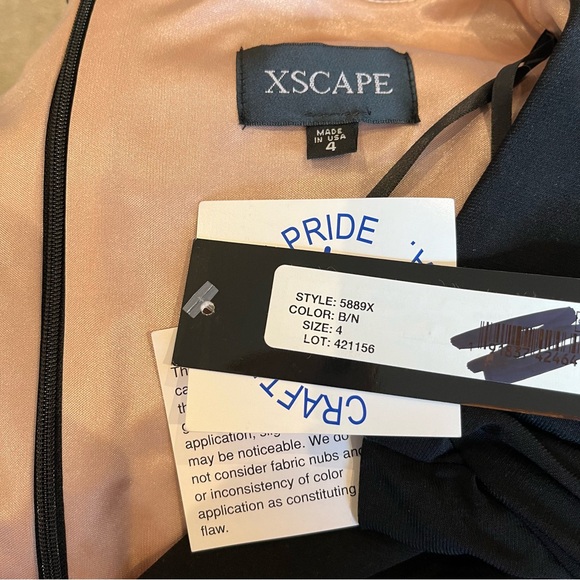 XSCAPE
MADE
IN USA
4
PRIDE
STYLE: 5889X
COLOR: B/N
SIZE: 4
LOT: 421156
CRAFT
application,
may be noticeable. We do
not consider fabric nubs and
or inconsistency of color
application as constituting
flaw.